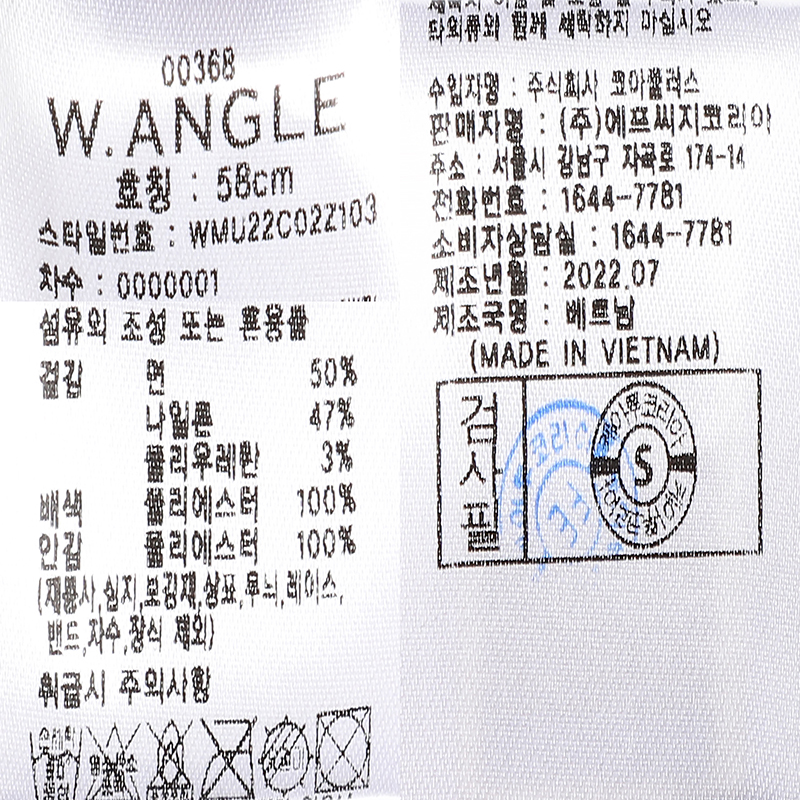 00368
W.ANGLE
호칭 : 58cm
스타일번호 : WMU22C02Z103
차수 : 0000001
섬유의 조성 또는 혼용률
겉감 면 50%
나일론 47%
폴리우레탄 3%
배색 폴리에스터 100%
안감 폴리에스터 100%
(재봉사,심지,보강재,상표,무늬,레이스,
밴드,자수,장식 제외)
취급시 주의사항
타의류와 함께 세탁하지 마십시오
수입자명 : 주식회사 코아플러스
판매자명 : (주)에프씨지코리아
주소 : 서울시 강남구 자곡로 174-14
전화번호 : 1644-7781
소비자상담실 : 1644-7781
제조년월 : 2022.07
제조국명 : 베트남
(MADE IN VIETNAM)
검사필
S